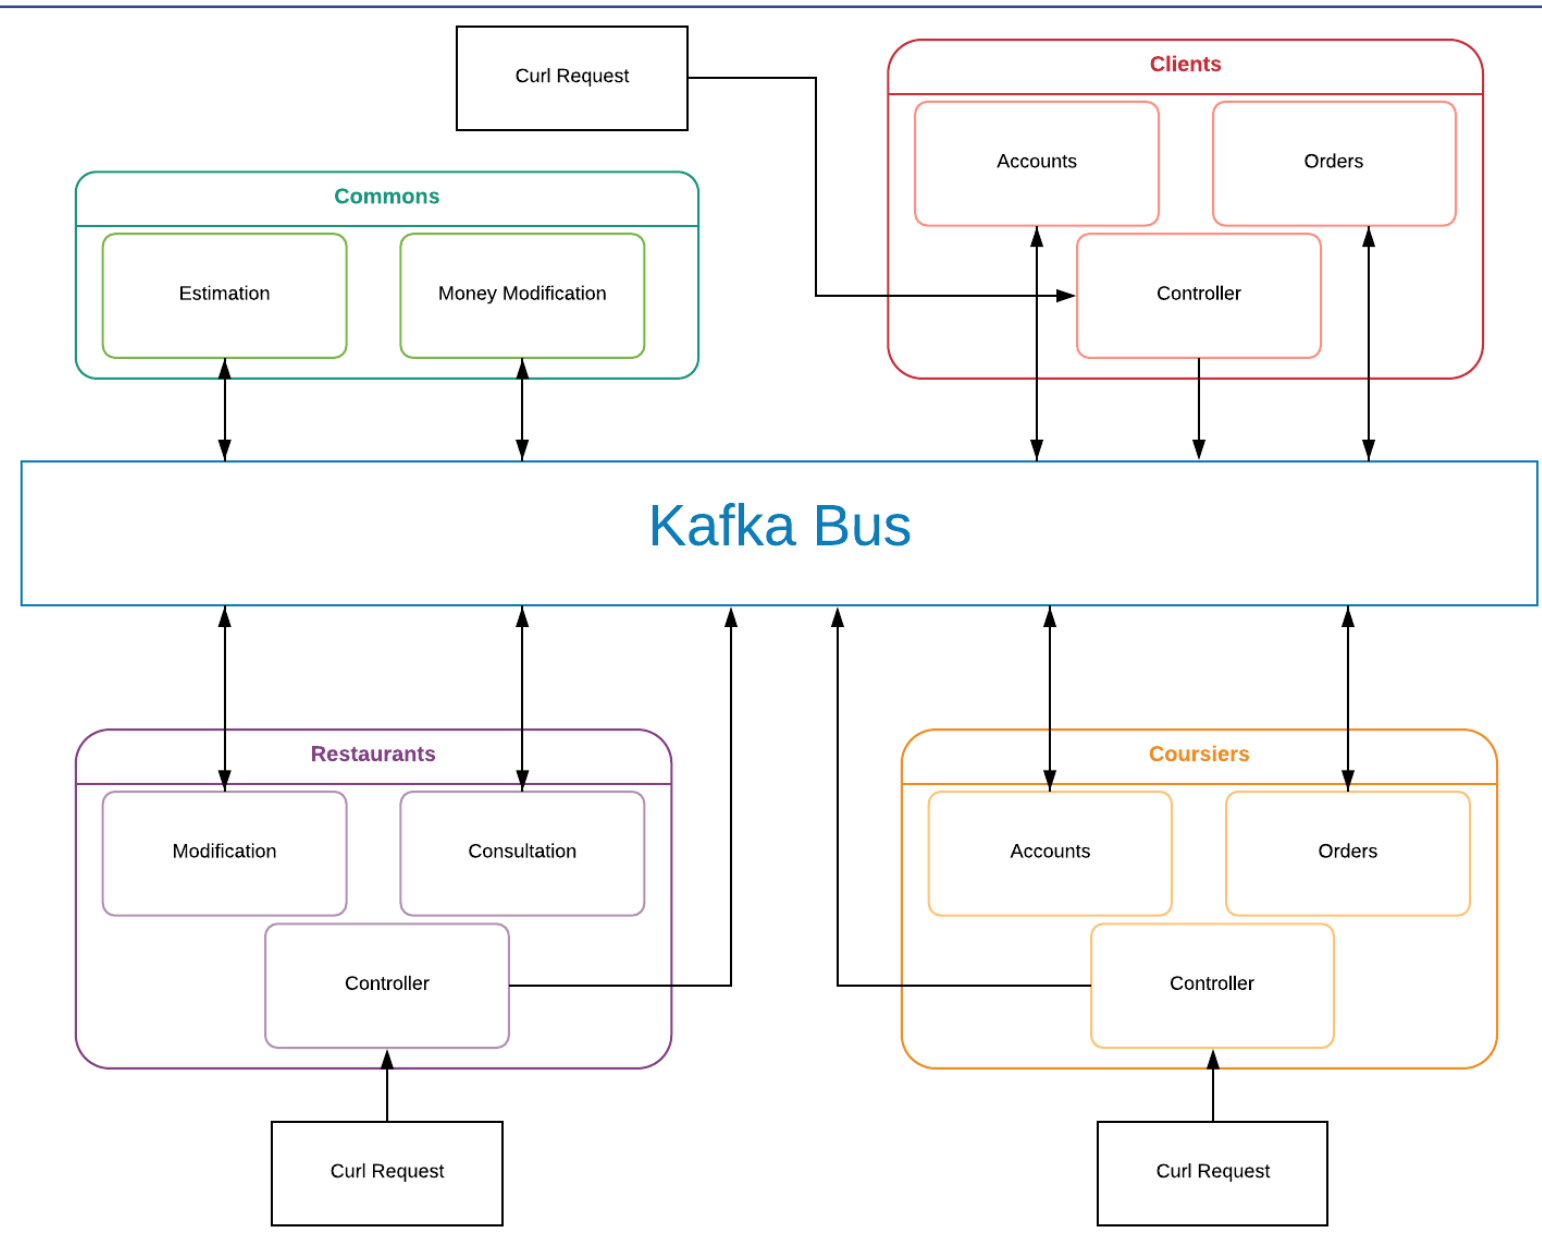 Curl Request
Clients
Accounts
Orders
Controller
Commons
Estimation
Money Modification
Kafka Bus
Restaurants
Modification
Consultation
Controller
Curl Request
Coursiers
Accounts
Orders
Controller
Curl Request